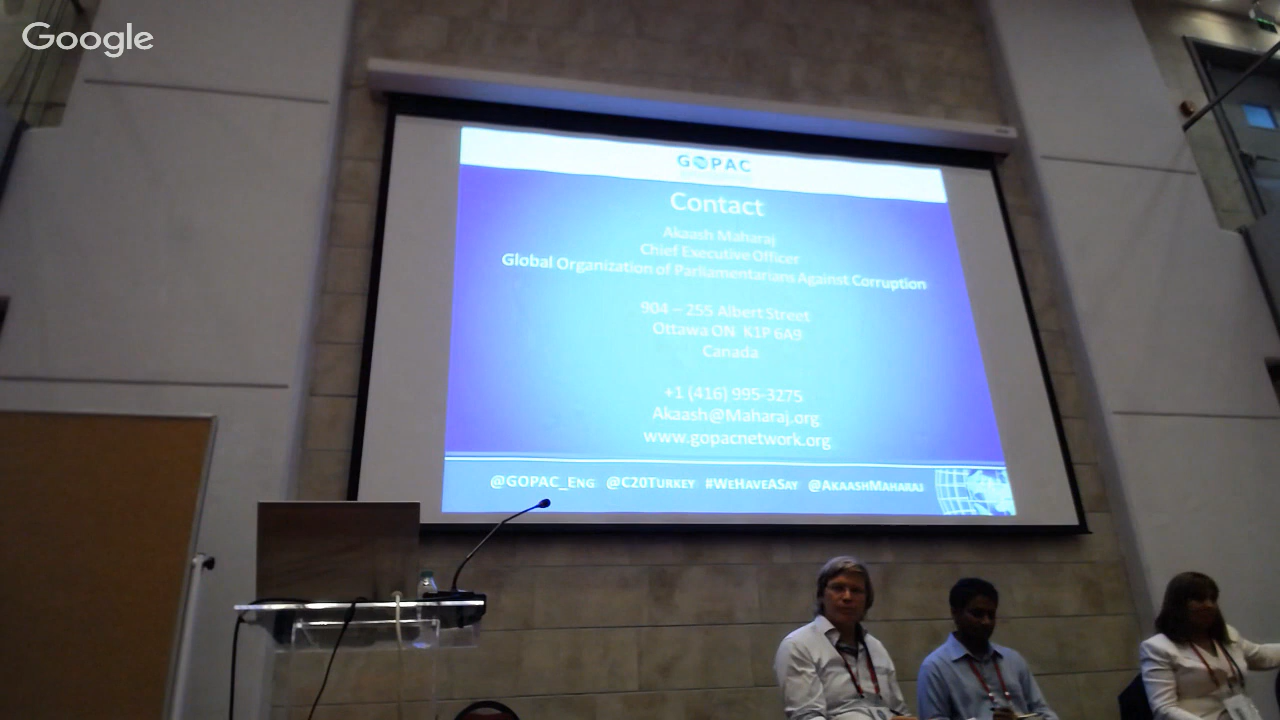 Google
GOPAC
Contact
Akaash Maharaj
Chief Executive Officer
Global Organization of Parliamentarians Against Corruption
904 – 255 Albert Street
Ottawa ON K1P 6A9
Canada
+1 (416) 995-3275
Akaash@Maharaj.org
www.gopacnetwork.org
@GOPAC_ENG @C20TURKEY #WEHAVEASAY @AKAASHMAHARAJ